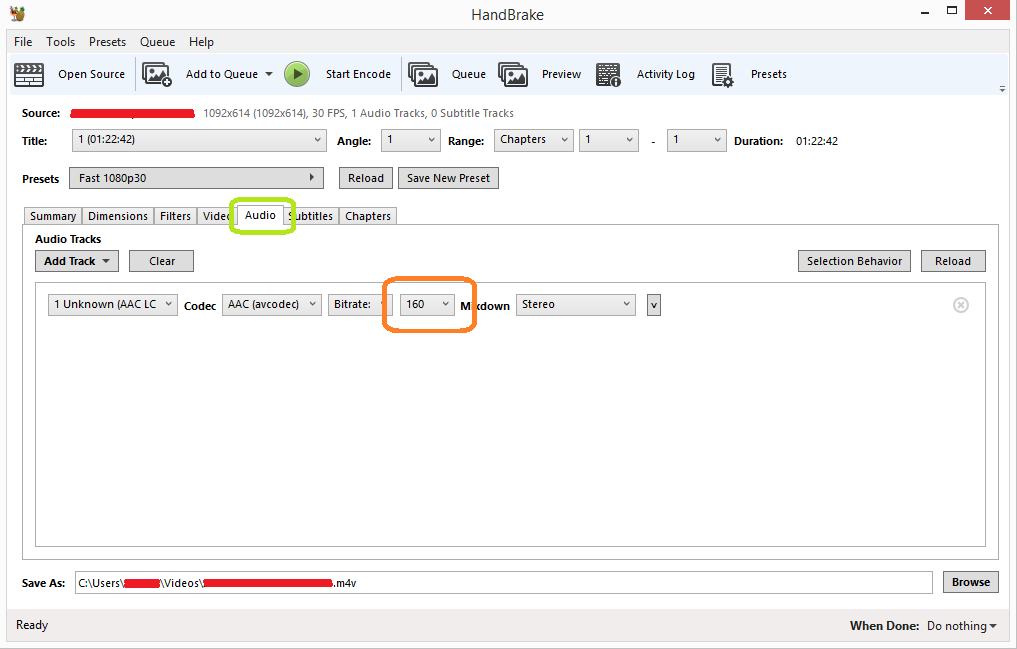 HandBrake
File Tools Presets Queue Help
Open Source Add to Queue Start Encode Queue Preview Activity Log Presets
Source: 1092x614 (1092x614), 30 FPS, 1 Audio Tracks, 0 Subtitle Tracks
Title: 1 (01:22:42) Angle: 1 Range: Chapters 1 - 1 Duration: 01:22:42
Presets Fast 1080p30 Reload Save New Preset
Summary Dimensions Filters Video Audio Subtitles Chapters
Audio Tracks
Add Track Clear Selection Behavior Reload
1 Unknown (AAC LC Codec AAC (avcodec) Bitrate: 160 Mixdown Stereo v
Save As: C:\Users\ \Videos\ .m4v Browse
Ready When Done: Do nothing